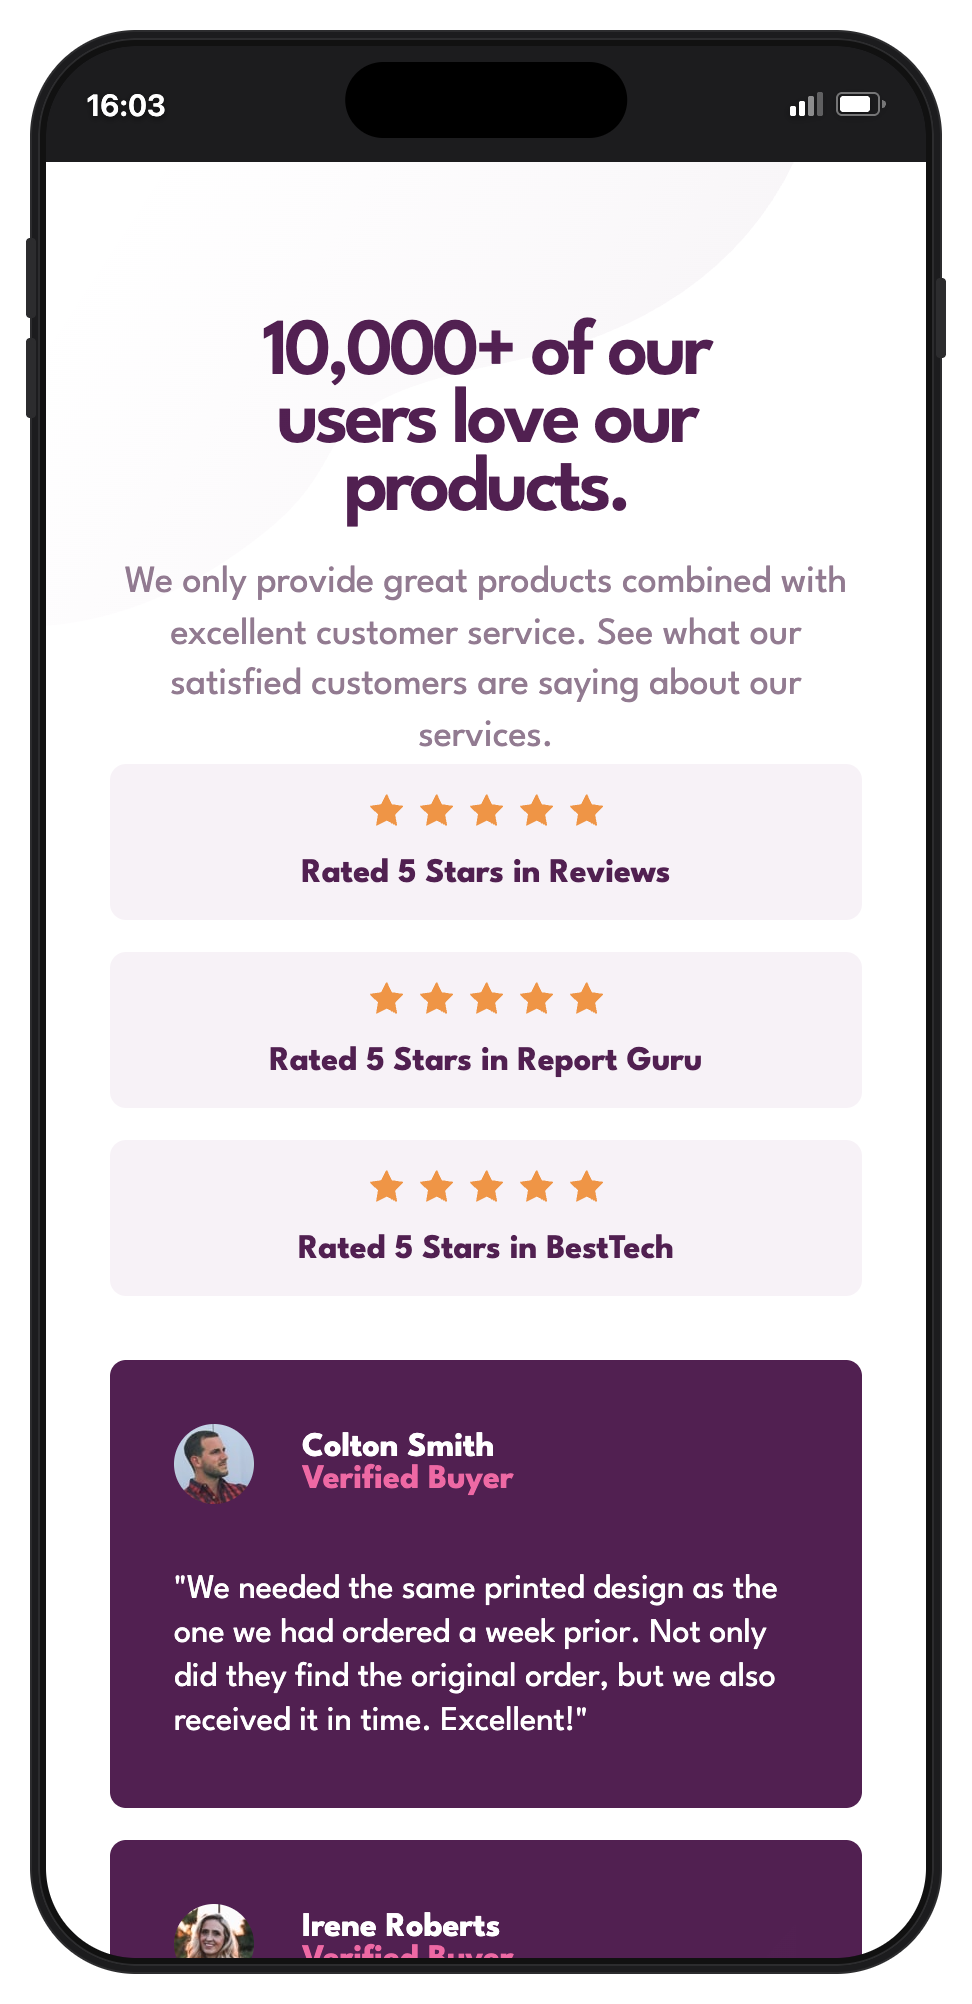 16:03
10,000+ of our
users love our
products.
We only provide great products combined with
excellent customer service. See what our
satisfied customers are saying about our
services.
Rated 5 Stars in Reviews
Rated 5 Stars in Report Guru
Rated 5 Stars in BestTech
Colton Smith
Verified Buyer
"We needed the same printed design as the
one we had ordered a week prior. Not only
did they find the original order, but we also
received it in time. Excellent!"
Irene Roberts
Verified Buyer